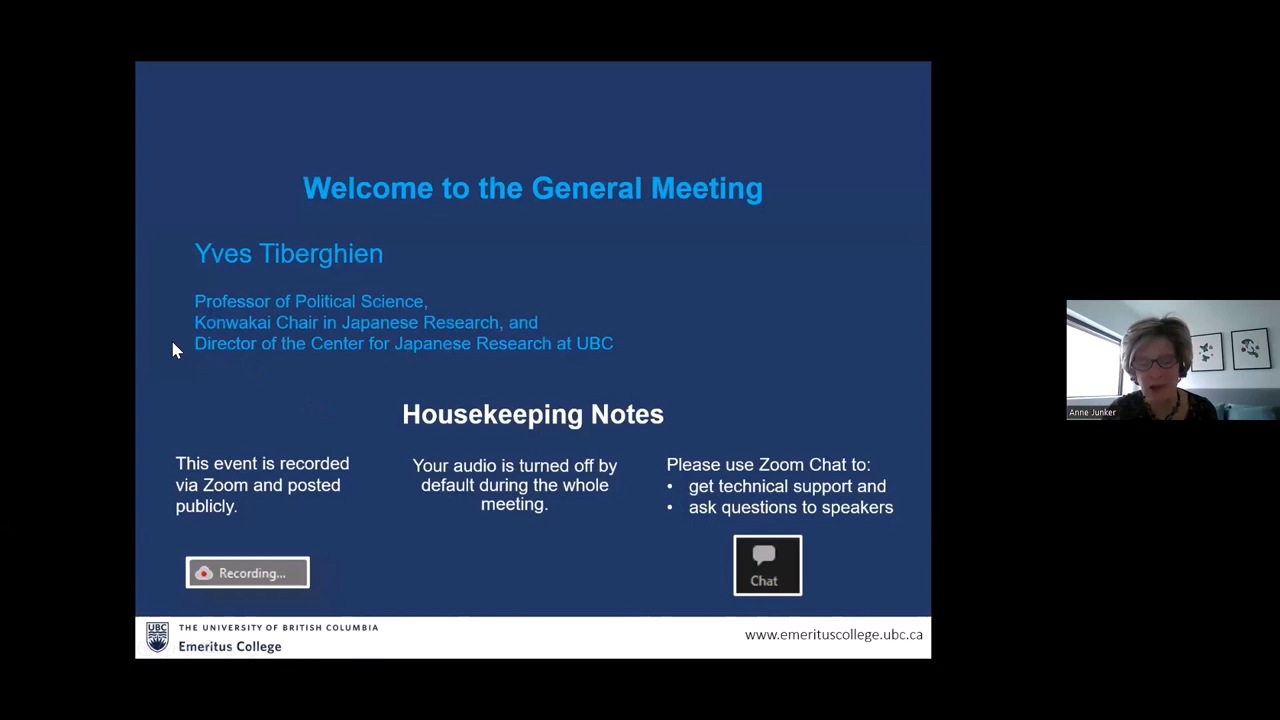 Welcome to the General Meeting
Yves Tiberghien
Professor of Political Science,
Konwakai Chair in Japanese Research, and
Director of the Center for Japanese Research at UBC
Housekeeping Notes
This event is recorded
via Zoom and posted
publicly.
Recording...
Your audio is turned off by
default during the whole
meeting.
Please use Zoom Chat to:
• get technical support and
• ask questions to speakers
Chat
UBC
THE UNIVERSITY OF BRITISH COLUMBIA
Emeritus College
www.emerituscollege.ubc.ca
Anne Junker